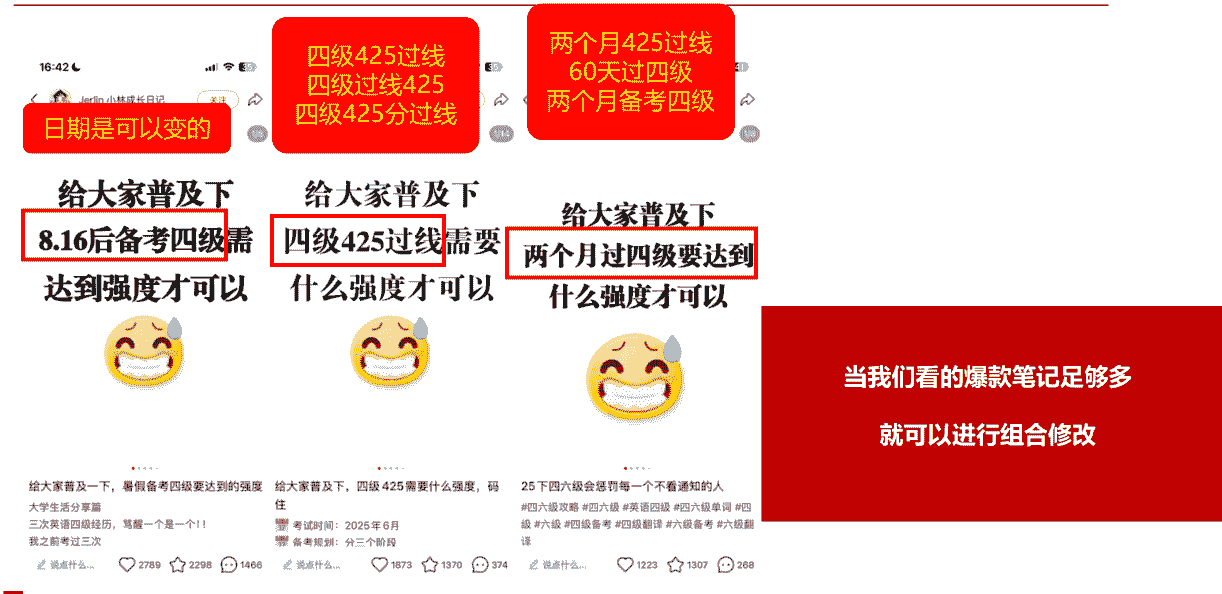 16:42
Jerlin 小林成长日记
关注
日期是可以变的
给大家普及下
8.16后备考四级需
达到强度才可以
给大家普及一下，暑假备考四级要达到的强度
大学生活分享篇
三次英语四级经历，骂醒一个是一个！！
我之前考过三次
说点什么...
2789
2298
1466
四级425过线
四级过线425
四级425分过线
给大家普及下
四级425过线需要
什么强度才可以
给大家普及下，四级425需要什么强度，码
住
考试时间：2025年6月
备考规划：分三个阶段
说点什么...
1873
1370
374
两个月425过线
60天过四级
两个月备考四级
给大家普及下
两个月过四级要达到
什么强度才可以
25下四六级会惩罚每一个不看通知的人
#四六级攻略 #四六级 #英语四级 #四六级单词 #四
级 #六级 #四级备考 #四级翻译 #六级备考 #六级翻
译
说点什么...
1223
1307
268
当我们看的爆款笔记足够多
就可以进行组合修改